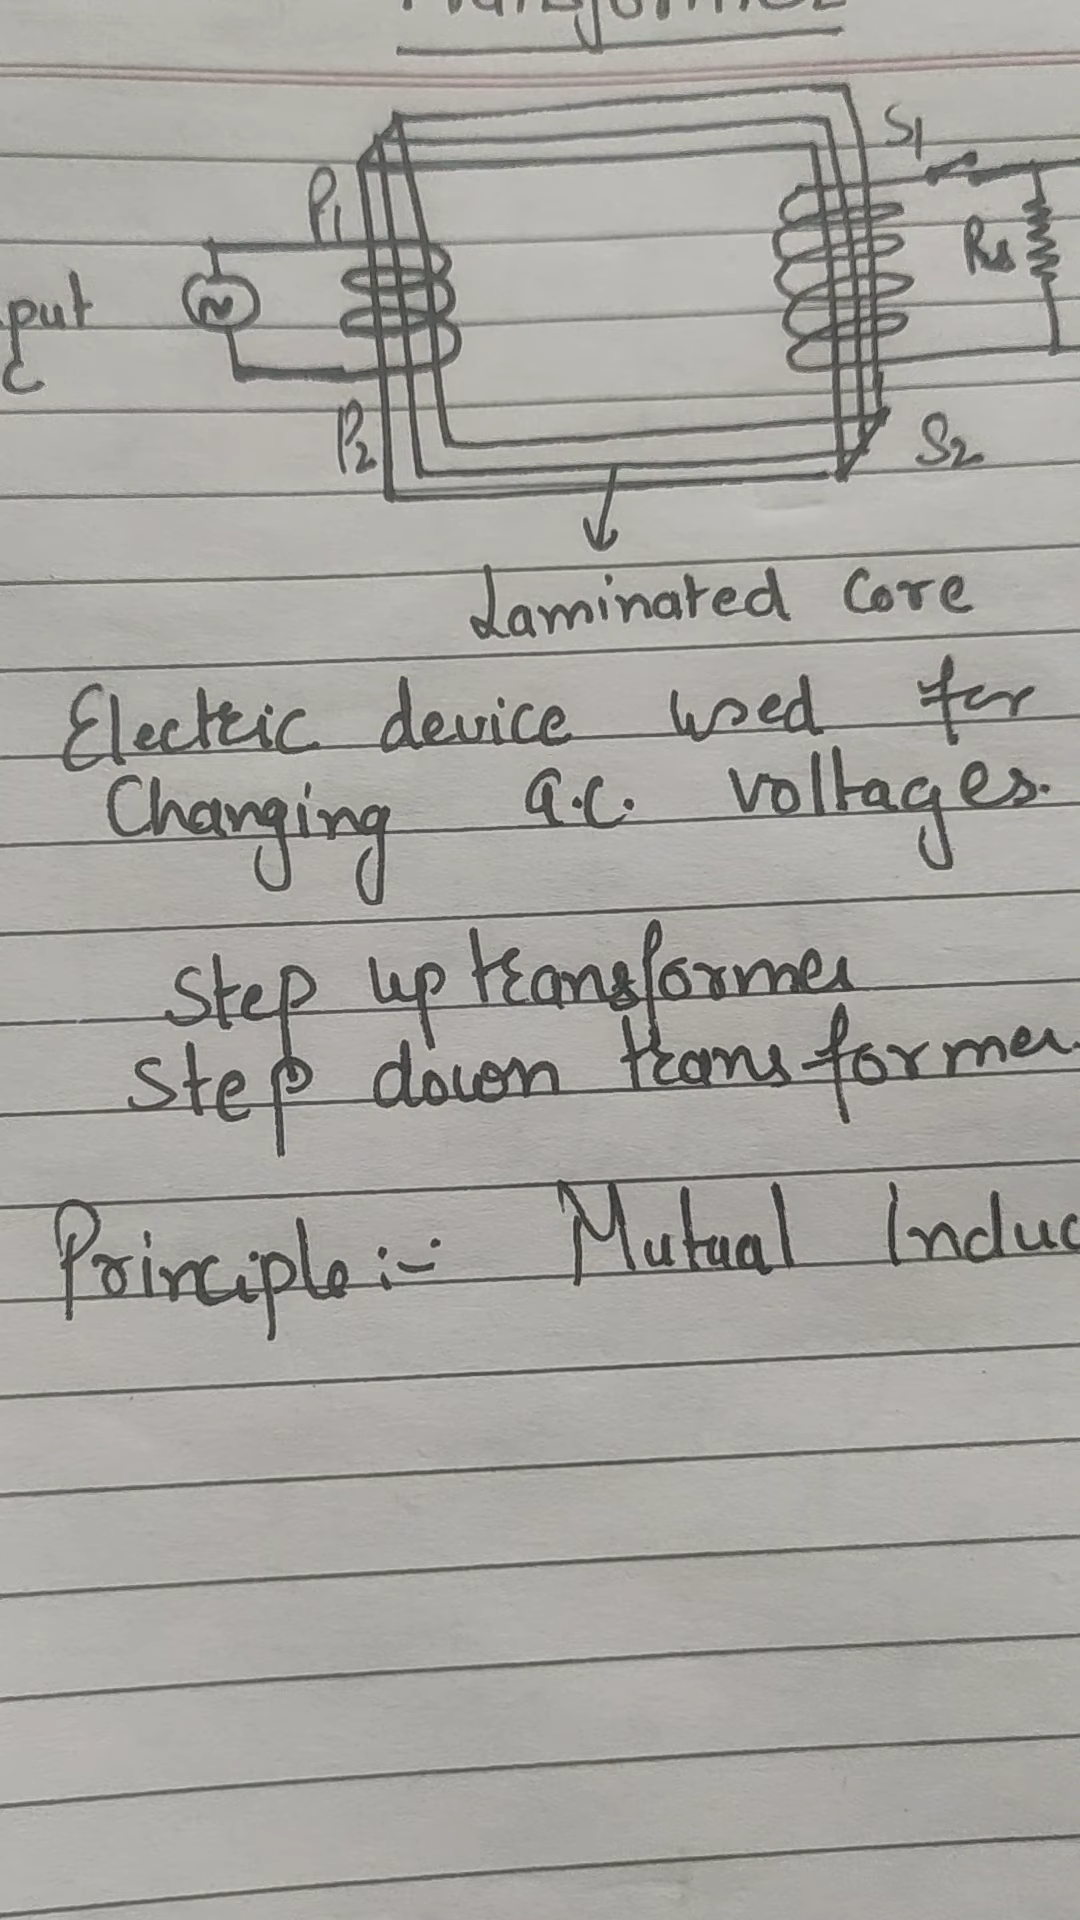 Transformer
P1
S1
Rs
put
c
P2
S2
Laminated Core
Electric device used for
Changing a.c. voltages.
Step up transformer
Step down transformer.
Principle :- Mutual Induc